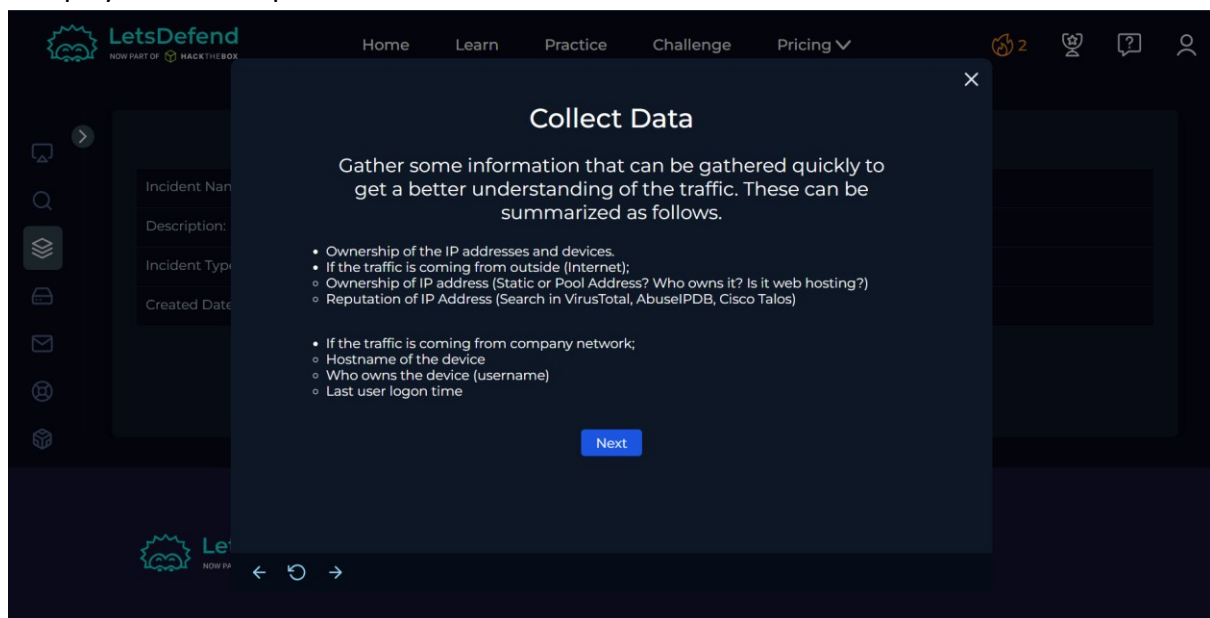 LetsDefend
NOW PART OF HACKTHEBOX
Home Learn Practice Challenge Pricing
2
Collect Data
Gather some information that can be gathered quickly to
get a better understanding of the traffic. These can be
summarized as follows.
Incident Nam
Description:
Incident Type
Created Date
• Ownership of the IP addresses and devices.
• If the traffic is coming from outside (Internet);
◦ Ownership of IP address (Static or Pool Address? Who owns it? Is it web hosting?)
◦ Reputation of IP Address (Search in VirusTotal, AbuseIPDB, Cisco Talos)
• If the traffic is coming from company network;
◦ Hostname of the device
◦ Who owns the device (username)
◦ Last user logon time
Next
Let
NOW PA